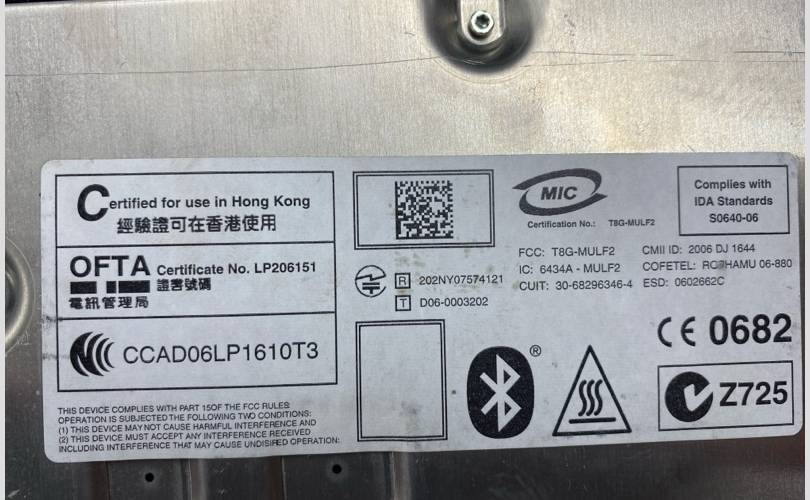 Certified for use in Hong Kong
經驗證可在香港使用
OFTA Certificate No. LP206151
電訊管理局 證書號碼
CCAD06LP1610T3
THIS DEVICE COMPLIES WITH PART 15OF THE FCC RULES:
OPERATION IS SUBJECTED THE FOLLOWING TWO CONDITIONS:
(1) THIS DEVICE MAY NOT CAUSE HARMFUL INTERFERENCE AND
(2) THIS DEVICE MUST ACCEPT ANY INTERFERENCE RECEIVED
INCLUDING INTERFERENCE THAT MAY CAUSE UNDISIFED OPERATION:
R 202NY07574121
T D06-0003202
MIC
Certification No.: T8G-MULF2
Complies with
IDA Standards
S0640-06
FCC: T8G-MULF2 CMII ID: 2006 DJ 1644
IC: 6434A - MULF2 COFETEL: 06-880
CUIT: 30-68296346-4 ESD: 0602662C
CE 0682
®
Z725